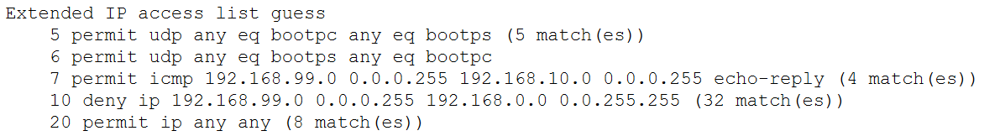 Extended IP access list guess
5 permit udp any eq bootpc any eq bootps (5 match(es))
6 permit udp any eq bootps any eq bootpc
7 permit icmp 192.168.99.0 0.0.0.255 192.168.10.0 0.0.0.255 echo-reply (4 match(es))
10 deny ip 192.168.99.0 0.0.0.255 192.168.0.0 0.0.255.255 (32 match(es))
20 permit ip any any (8 match(es))